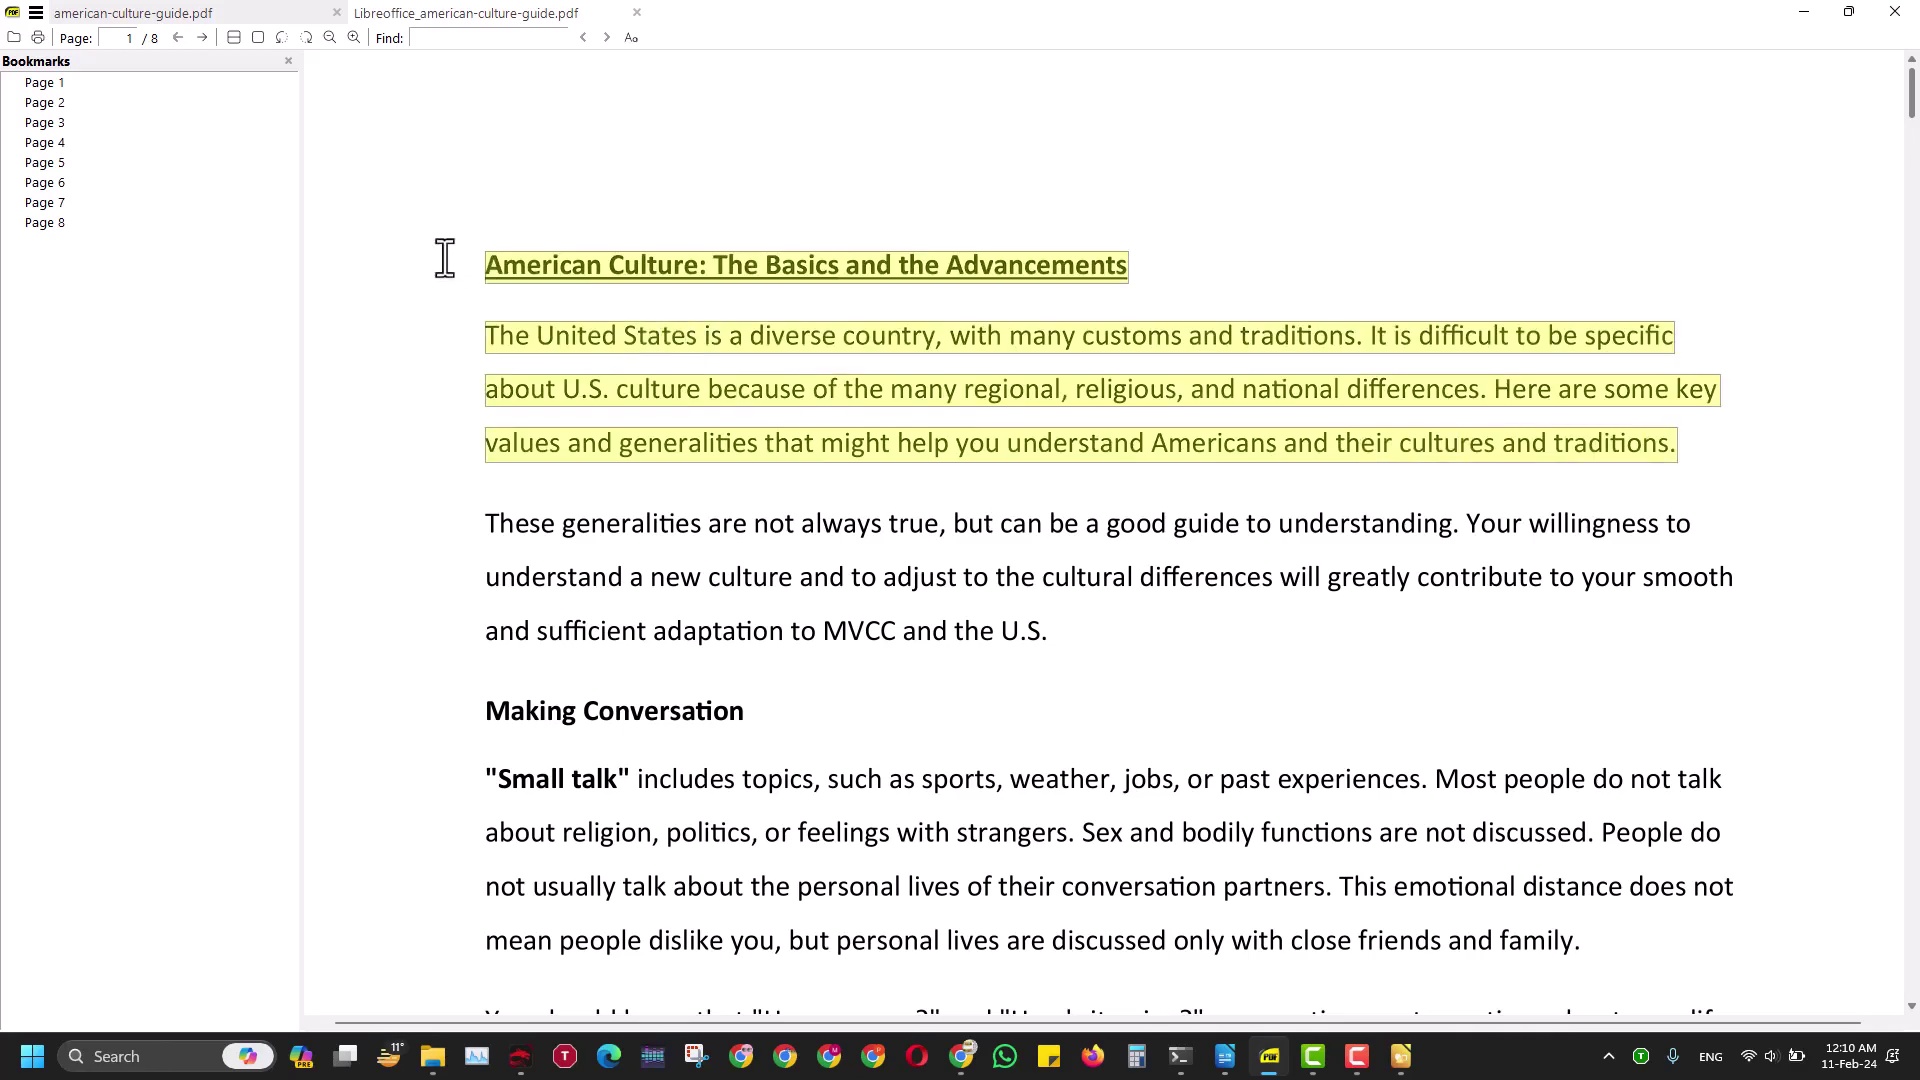 american-culture-guide.pdf
Libreoffice_american-culture-guide.pdf
Page: 1 / 8
Find:
Bookmarks
Page 1
Page 2
Page 3
Page 4
Page 5
Page 6
Page 7
Page 8
American Culture: The Basics and the Advancements
The United States is a diverse country, with many customs and traditions. It is difficult to be specific
about U.S. culture because of the many regional, religious, and national differences. Here are some key
values and generalities that might help you understand Americans and their cultures and traditions.
These generalities are not always true, but can be a good guide to understanding. Your willingness to
understand a new culture and to adjust to the cultural differences will greatly contribute to your smooth
and sufficient adaptation to MVCC and the U.S.
Making Conversation
"Small talk" includes topics, such as sports, weather, jobs, or past experiences. Most people do not talk
about religion, politics, or feelings with strangers. Sex and bodily functions are not discussed. People do
not usually talk about the personal lives of their conversation partners. This emotional distance does not
mean people dislike you, but personal lives are discussed only with close friends and family.
Search
PRE
11°
ENG
12:10 AM
11-Feb-24